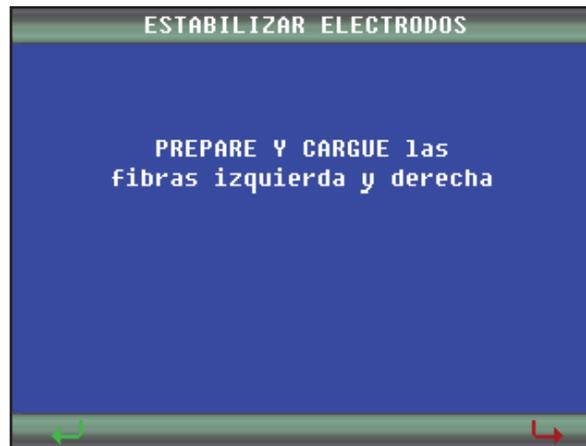 ESTABILIZAR ELECTRODOS
PREPARE Y CARGUE las
fibras izquierda y derecha